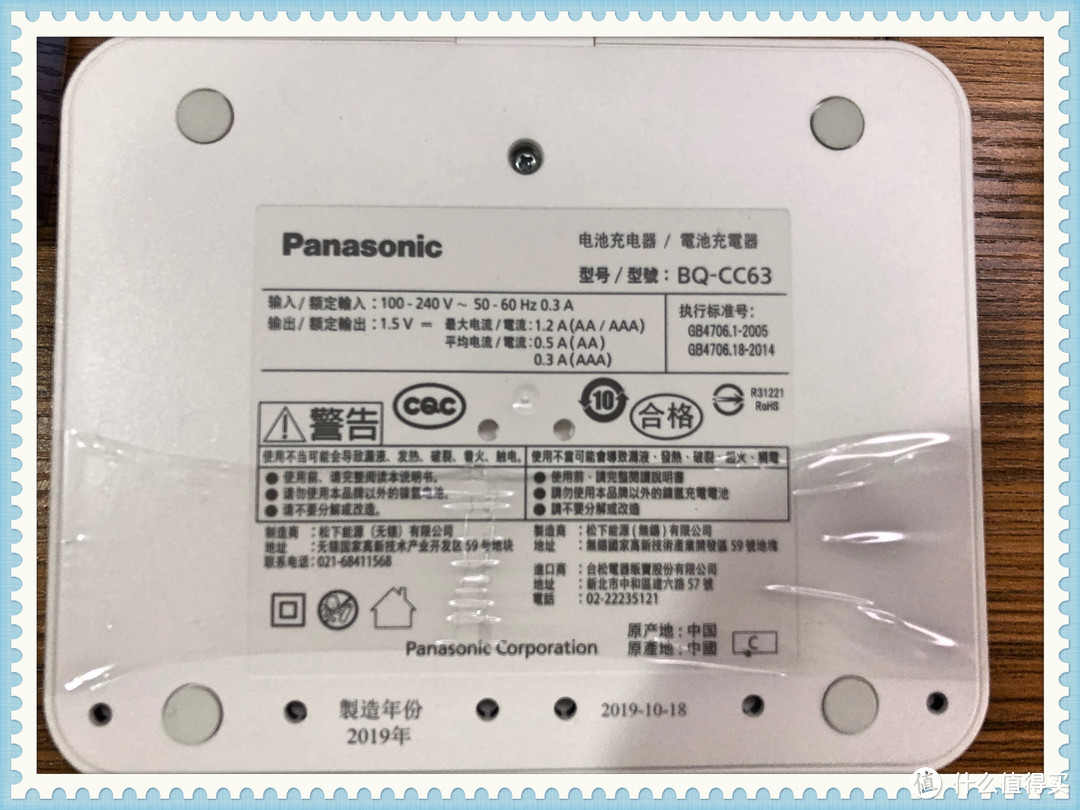 Panasonic
电池充电器 / 電池充電器
型号 / 型號：BQ-CC63
输入 / 額定輸入：100 - 240 V ~ 50 - 60 Hz 0.3 A
输出 / 額定輸出：1.5 V ⎓ 最大电流 / 電流：1.2 A (AA / AAA)
平均电流 / 電流：0.5 A (AA)
0.3 A (AAA)
执行标准号：
GB4706.1-2005
GB4706.18-2014
警告
CQC
10
合格
R31221
RoHS
使用不当可能会导致漏液、发热、破裂、着火、触电。
● 使用前、请完整阅读本说明书。
● 请勿使用本品牌以外的镍氢电池。
● 请不要分解或改造。
使用不當可能會導致漏液、發熱、破裂、起火、觸電
● 使用前，請完整閱讀說明書
● 請勿使用本品牌以外的鎳氫充電電池
● 請不要分解或改造
制造商 ：松下能源（无锡）有限公司
地址 ：无锡国家高新技术产业开发区 59 号地块
联系电话：021-68411568
製造商 ：松下能源（無錫）有限公司
地址 ：無錫國家高新技術產業開發區 59 號地塊
進口商 ：台松電器販賣股份有限公司
地址 ：新北市中和區建六路 57 號
電話 ：02-22235121
Panasonic Corporation
原产地：中国
原產地：中國
C
製造年份
2019年
2019-10-18
值 什么值得买